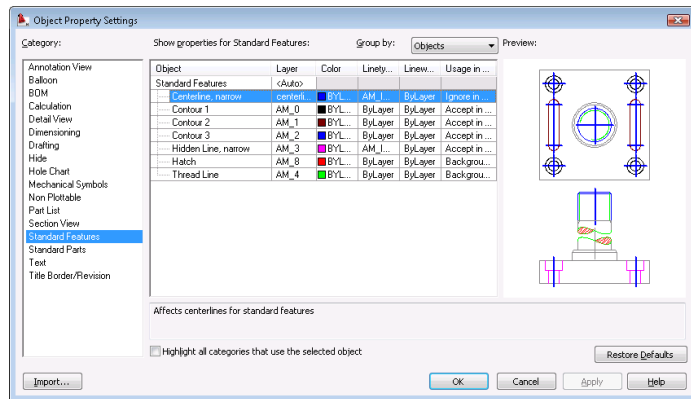 Object Property Settings
Category:
Show properties for Standard Features:
Group by:
Objects
Preview:
Annotation View
Balloon
BOM
Calculation
Detail View
Dimensioning
Drafting
Hide
Hole Chart
Mechanical Symbols
Non Plottable
Part List
Section View
Standard Features
Standard Parts
Text
Title Border/Revision
Object Layer Color Linety... Linew... Usage in ...
Standard Features <Auto>
Centerline, narrow centerli... BYL... AM_I... ByLayer Ignore in ...
Contour 1 AM_0 BYL... ByLayer ByLayer Accept in ...
Contour 2 AM_1 BYL... ByLayer ByLayer Accept in ...
Contour 3 AM_2 BYL... ByLayer ByLayer Accept in ...
Hidden Line, narrow AM_3 BYL... AM_I... ByLayer Accept in ...
Hatch AM_8 BYL... ByLayer ByLayer Backgrou...
Thread Line AM_4 BYL... ByLayer ByLayer Backgrou...
Affects centerlines for standard features
Highlight all categories that use the selected object
Restore Defaults
Import...
OK
Cancel
Apply
Help